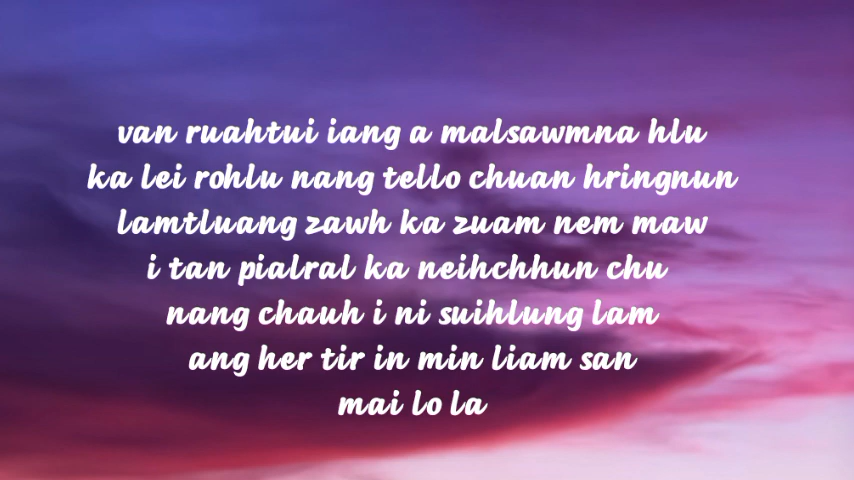 van ruahtui iang a malsawmna hlu
ka lei rohlu nang tello chuan hringnun
lamtluang zawh ka zuam nem maw
i tan pialral ka neihchhun chu
nang chauh i ni suihlung lam
ang her tir in min liam san
mai lo la